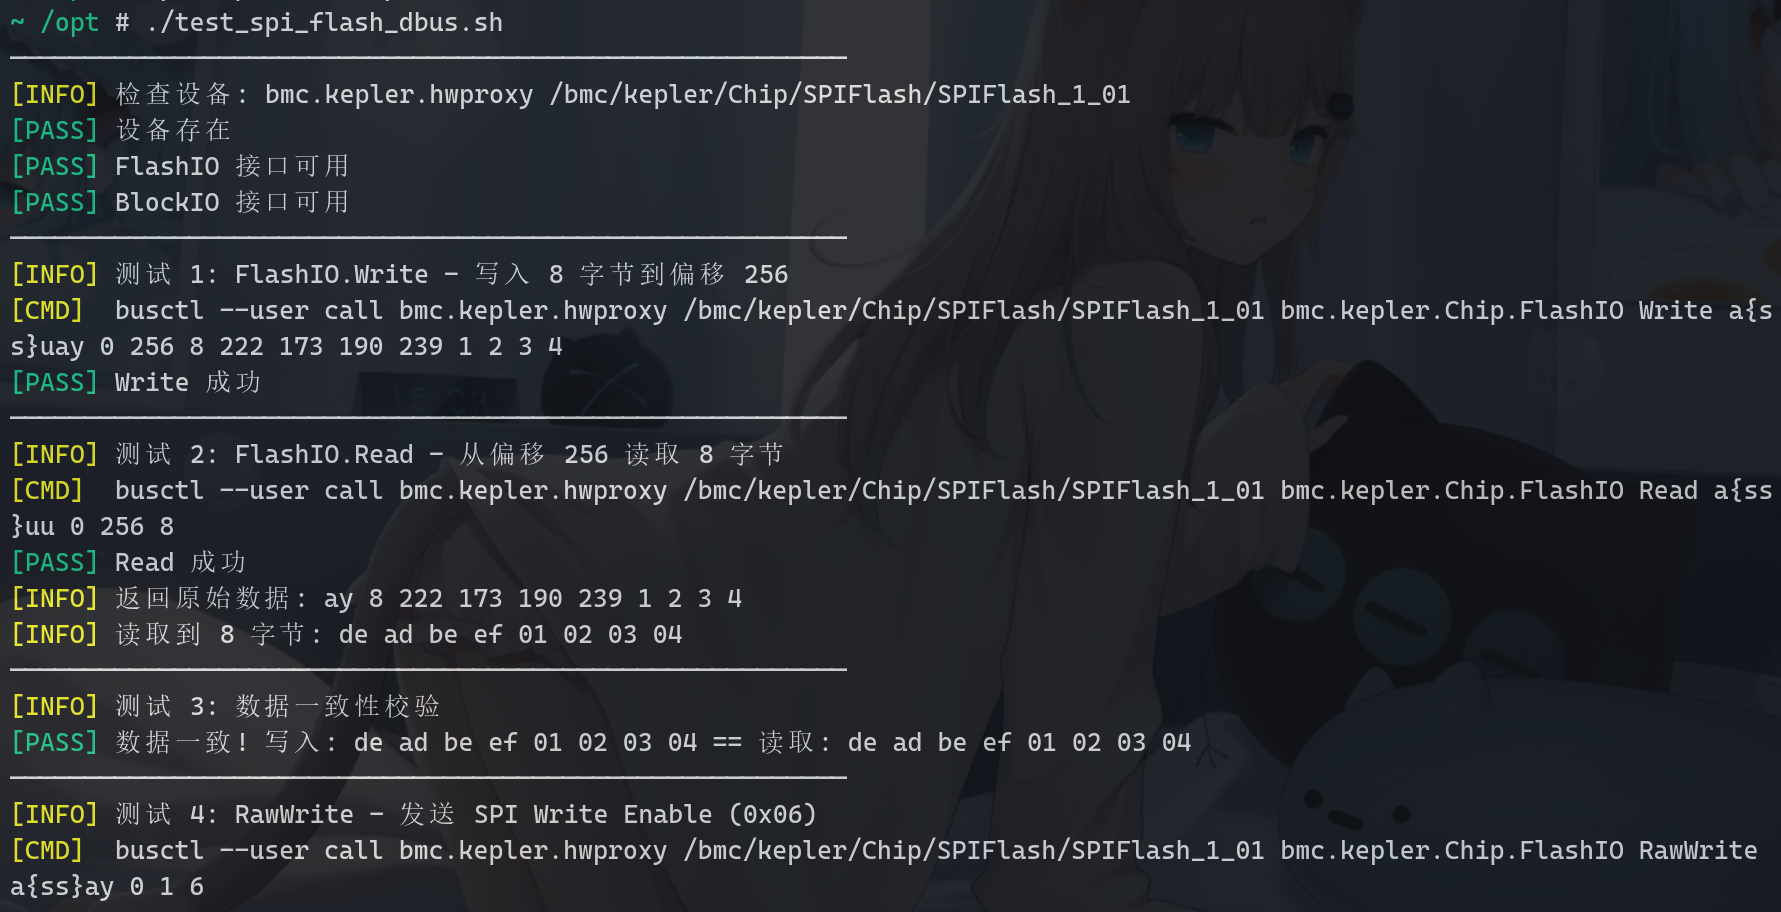 ~ /opt # ./test_spi_flash_dbus.sh
[INFO] 检查设备: bmc.kepler.hwproxy /bmc/kepler/Chip/SPIFlash/SPIFlash_1_01
[PASS] 设备存在
[PASS] FlashIO 接口可用
[PASS] BlockIO 接口可用
[INFO] 测试 1: FlashIO.Write - 写入 8 字节到偏移 256
[CMD]  busctl --user call bmc.kepler.hwproxy /bmc/kepler/Chip/SPIFlash/SPIFlash_1_01 bmc.kepler.Chip.FlashIO Write a{s
s}uay 0 256 8 222 173 190 239 1 2 3 4
[PASS] Write 成功
[INFO] 测试 2: FlashIO.Read - 从偏移 256 读取 8 字节
[CMD]  busctl --user call bmc.kepler.hwproxy /bmc/kepler/Chip/SPIFlash/SPIFlash_1_01 bmc.kepler.Chip.FlashIO Read a{ss
}uu 0 256 8
[PASS] Read 成功
[INFO] 返回原始数据: ay 8 222 173 190 239 1 2 3 4
[INFO] 读取到 8 字节: de ad be ef 01 02 03 04
[INFO] 测试 3: 数据一致性校验
[PASS] 数据一致! 写入: de ad be ef 01 02 03 04 == 读取: de ad be ef 01 02 03 04
[INFO] 测试 4: RawWrite - 发送 SPI Write Enable (0x06)
[CMD]  busctl --user call bmc.kepler.hwproxy /bmc/kepler/Chip/SPIFlash/SPIFlash_1_01 bmc.kepler.Chip.FlashIO RawWrite
a{ss}ay 0 1 6